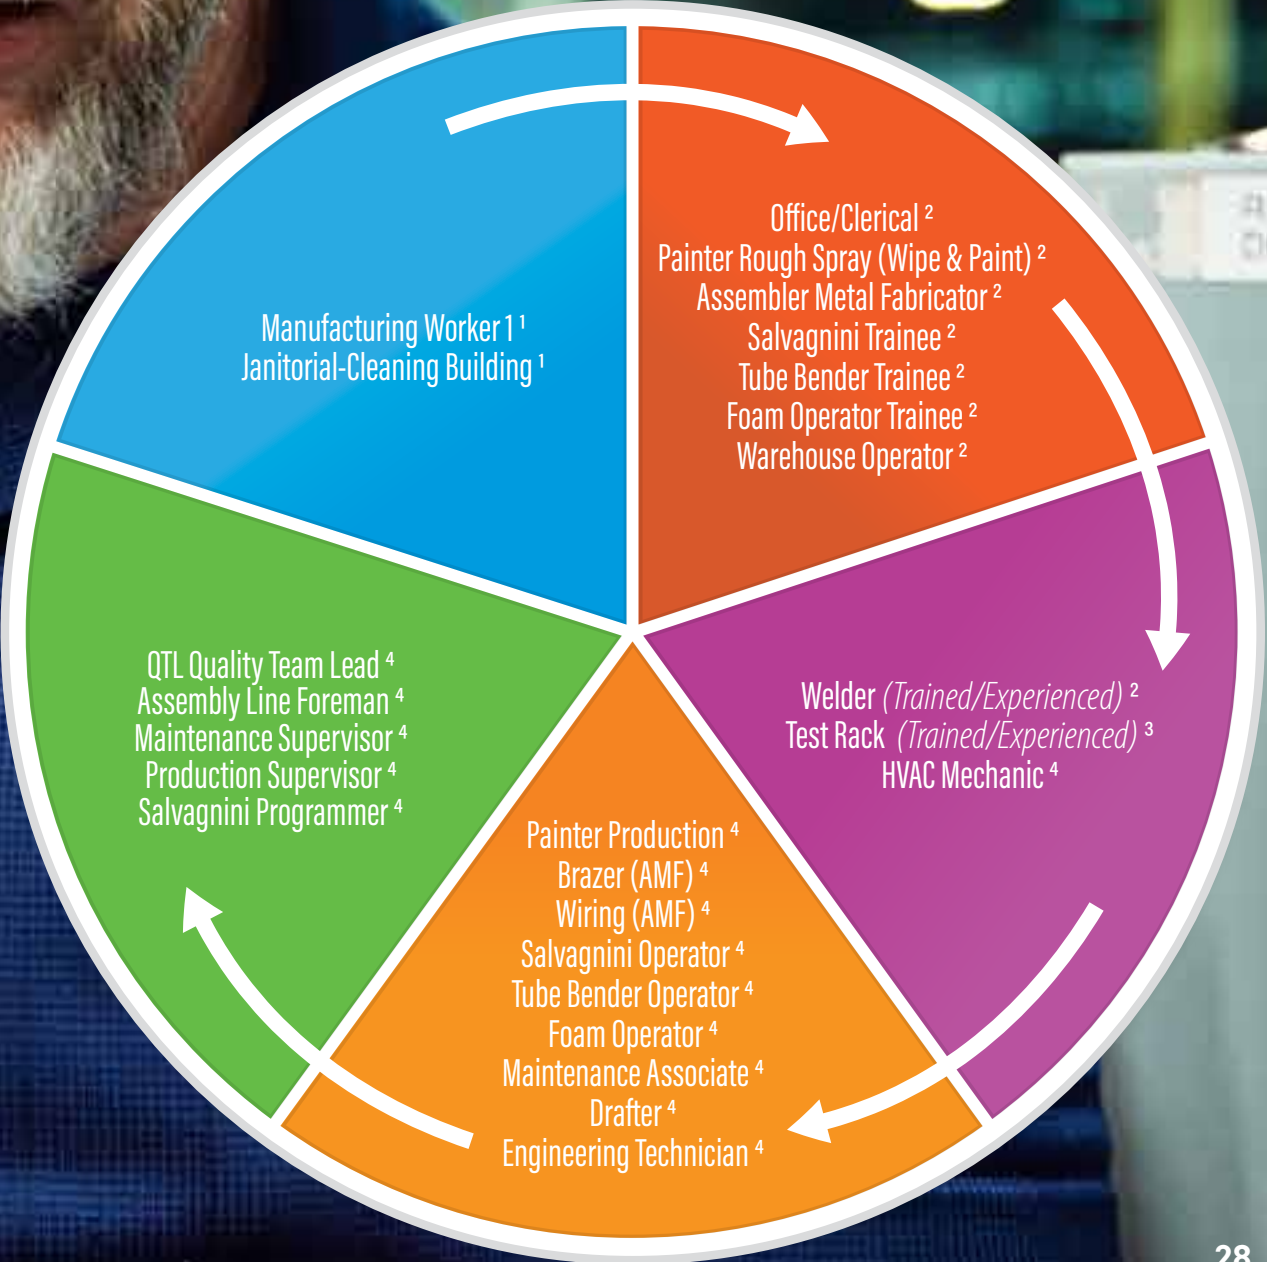 Manufacturing Worker 1 ¹
Janitorial-Cleaning Building ¹
Office/Clerical ²
Painter Rough Spray (Wipe & Paint) ²
Assembler Metal Fabricator ²
Salvagnini Trainee ²
Tube Bender Trainee ²
Foam Operator Trainee ²
Warehouse Operator ²
Welder (Trained/Experienced) ²
Test Rack (Trained/Experienced) ³
HVAC Mechanic ⁴
Painter Production ⁴
Brazer (AMF) ⁴
Wiring (AMF) ⁴
Salvagnini Operator ⁴
Tube Bender Operator ⁴
Foam Operator ⁴
Maintenance Associate ⁴
Drafter ⁴
Engineering Technician ⁴
QTL Quality Team Lead ⁴
Assembly Line Foreman ⁴
Maintenance Supervisor ⁴
Production Supervisor ⁴
Salvagnini Programmer ⁴
28